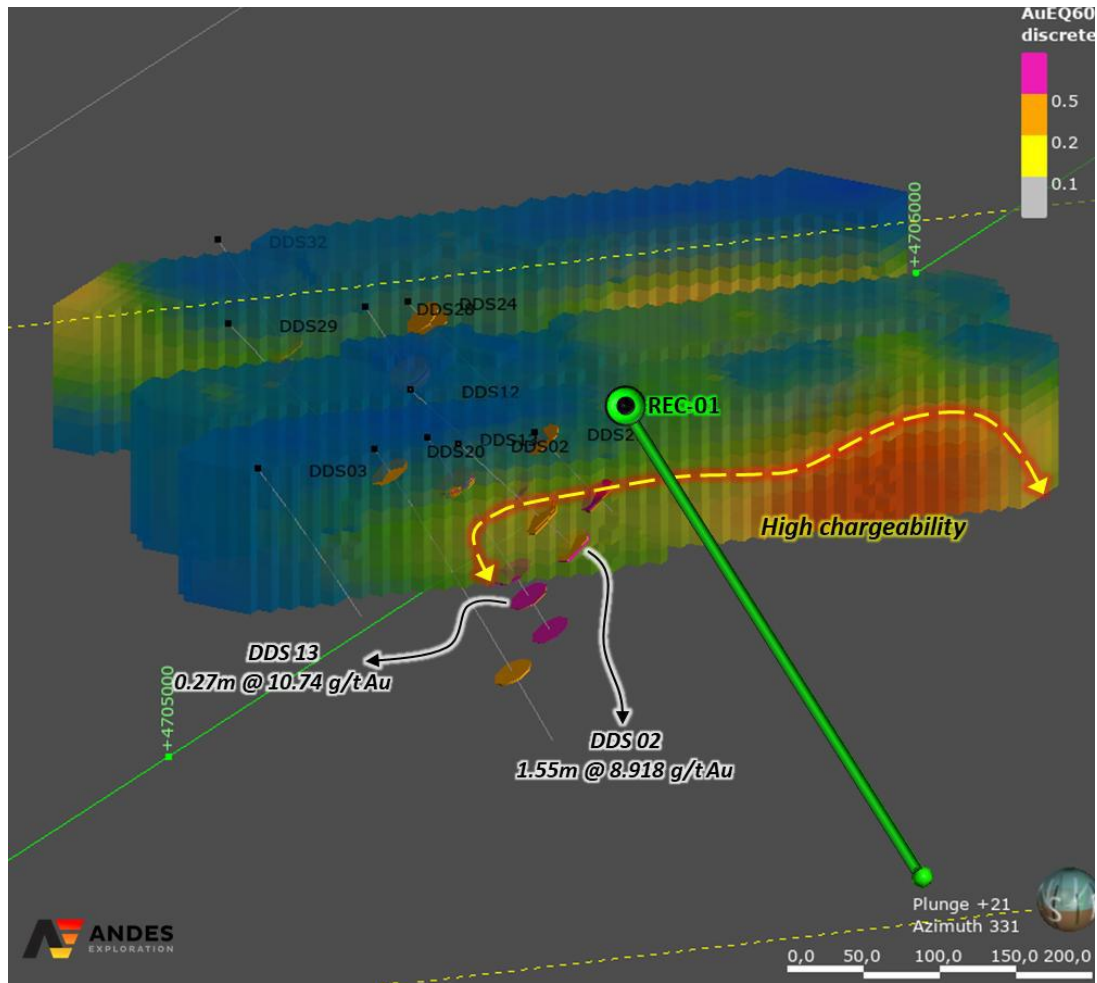 AuEQ60
discrete
0.5
0.2
0.1
+4706000
DDS32
DDS28
DDS24
DDS29
DDS12
REC-01
DDS2
DDS13
DDS02
DDS20
DDS03
High chargeability
DDS 13
0.27m @ 10.74 g/t Au
+4705000
DDS 02
1.55m @ 8.918 g/t Au
Plunge +21
Azimuth 331
0,0 50,0 100,0 150,0 200,0
ANDES
EXPLORATION